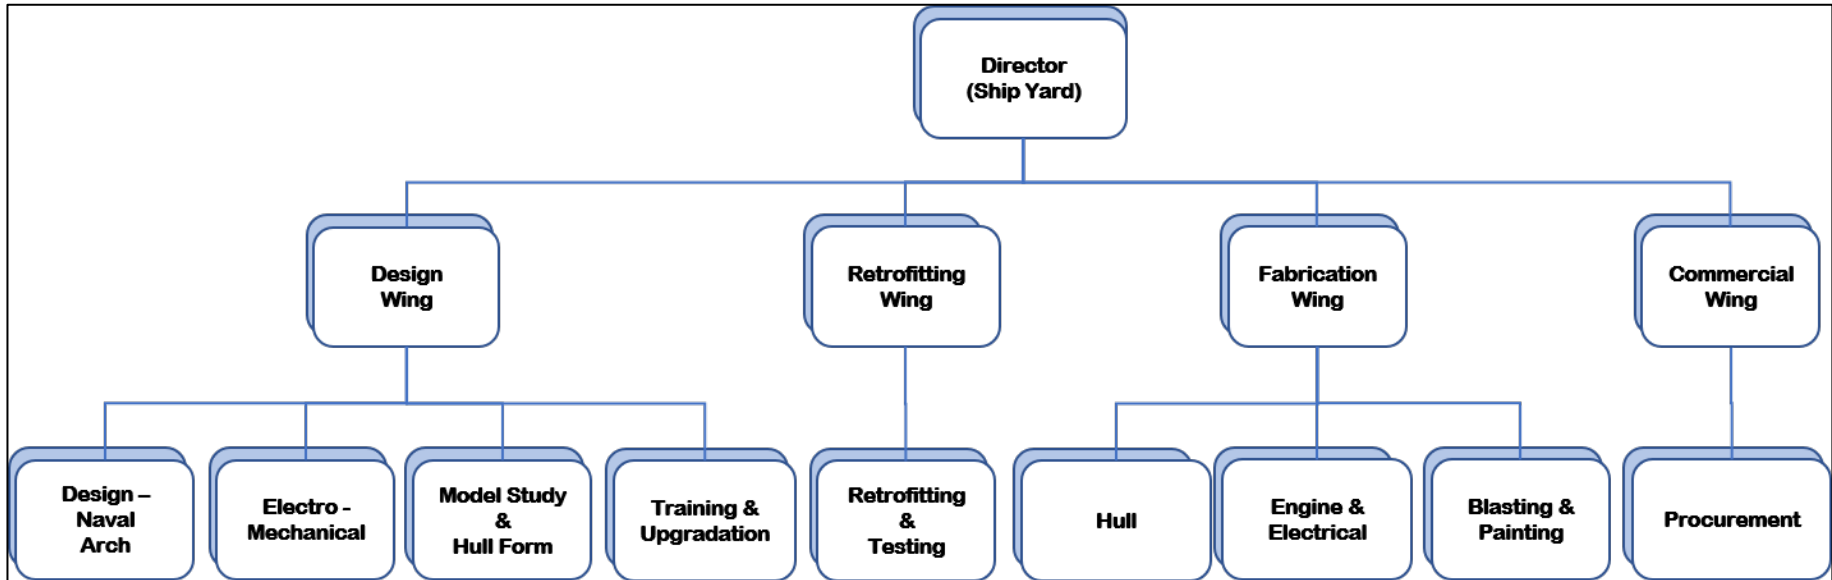 Director
(Ship Yard)
Design
Wing
Retrofitting
Wing
Fabrication
Wing
Commercial
Wing
Design –
Naval
Arch
Electro -
Mechanical
Model Study
&
Hull Form
Training &
Upgradation
Retrofitting
&
Testing
Hull
Engine &
Electrical
Blasting &
Painting
Procurement